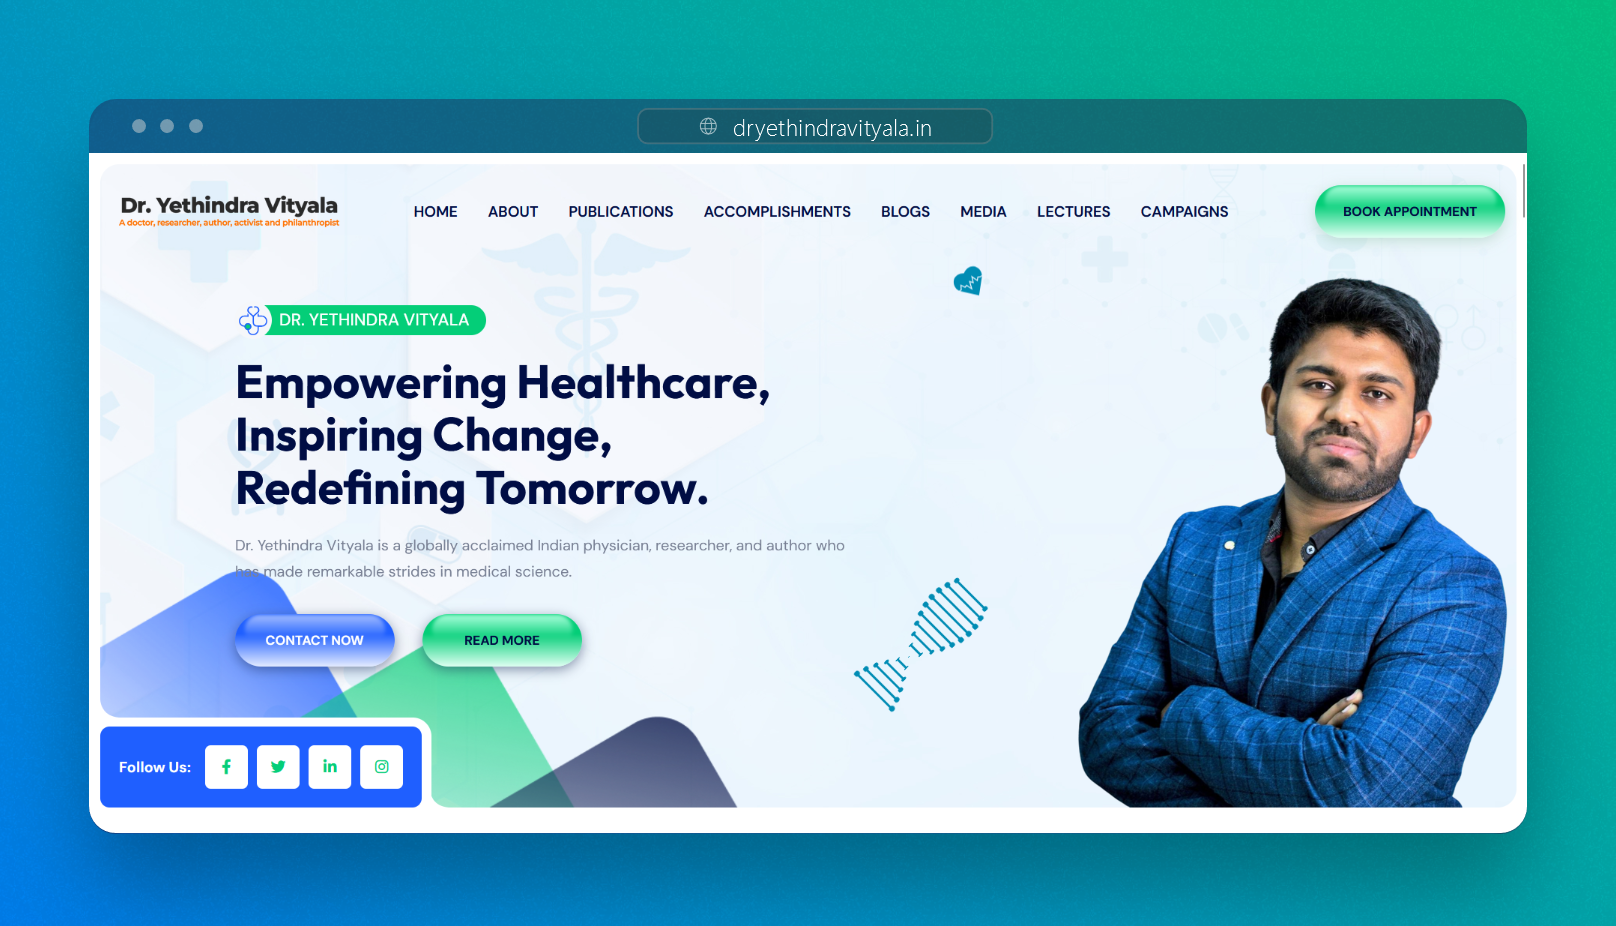 dryethindravityala.in
Dr. Yethindra Vityala
A doctor, researcher, author, activist and philanthropist
HOME ABOUT PUBLICATIONS ACCOMPLISHMENTS BLOGS MEDIA LECTURES CAMPAIGNS
BOOK APPOINTMENT
DR. YETHINDRA VITYALA
Empowering Healthcare,
Inspiring Change,
Redefining Tomorrow.
Dr. Yethindra Vityala is a globally acclaimed Indian physician, researcher, and author who
has made remarkable strides in medical science.
CONTACT NOW READ MORE
Follow Us: